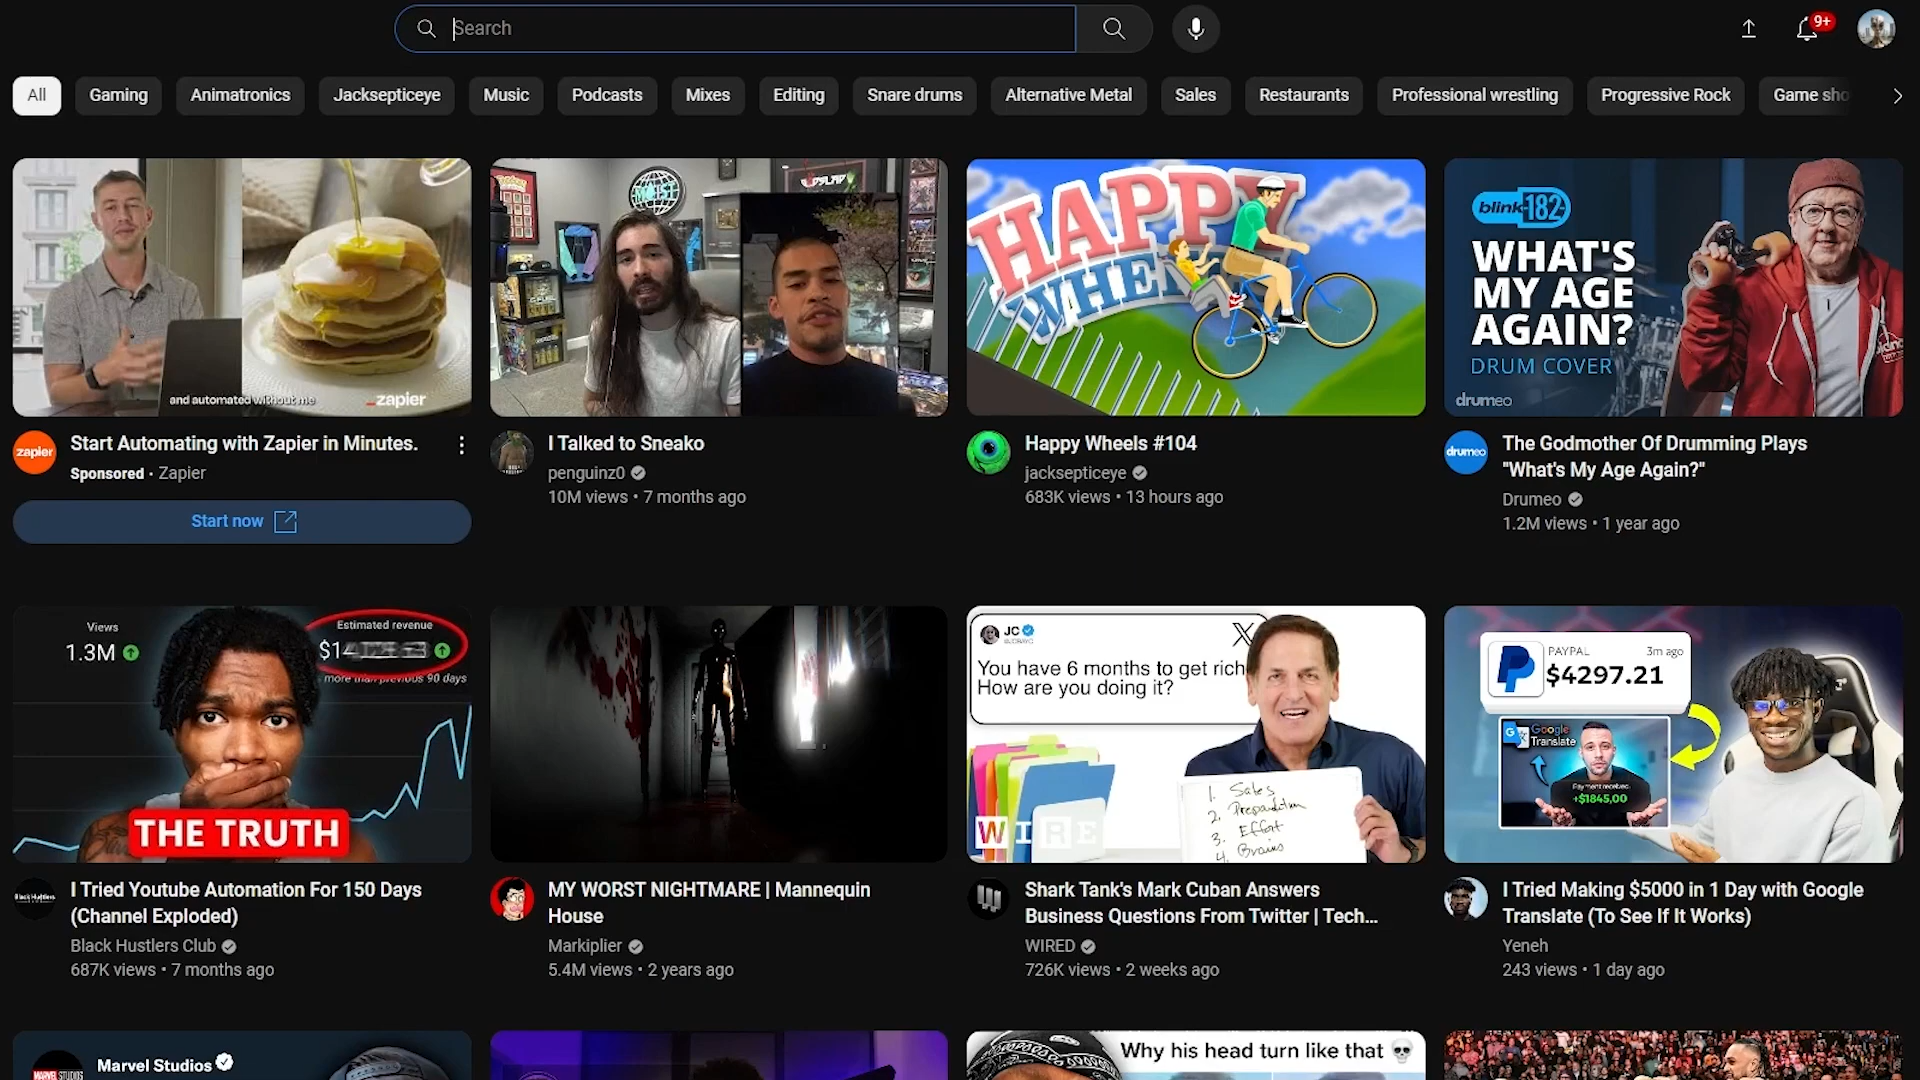 Search
9+
All
Gaming
Animatronics
Jacksepticeye
Music
Podcasts
Mixes
Editing
Snare drums
Alternative Metal
Sales
Restaurants
Professional wrestling
Progressive Rock
Game sho
and automated without me
zapier
MOIST
HAPPY
WHEE
blink-182
WHAT'S
MY AGE
AGAIN?
DRUM COVER
drumeo
zapier
Start Automating with Zapier in Minutes.
Sponsored • Zapier
Start now
I Talked to Sneako
penguinz0
10M views • 7 months ago
Happy Wheels #104
jacksepticeye
683K views • 13 hours ago
drumeo
The Godmother Of Drumming Plays
"What's My Age Again?"
Drumeo
1.2M views • 1 year ago
Views
1.3M
Estimated revenue
$14
more than previous 90 days
THE TRUTH
JC
You have 6 months to get rich
How are you doing it?
1. Sales
2. Preparation
3. Effort
4. Brains
WIRE
PAYPAL
3m ago
$4297.21
Google
Translate
Payment received
+$1845,00
Black Hustlers
I Tried Youtube Automation For 150 Days
(Channel Exploded)
Black Hustlers Club
687K views • 7 months ago
MY WORST NIGHTMARE | Mannequin
House
Markiplier
5.4M views • 2 years ago
Shark Tank's Mark Cuban Answers
Business Questions From Twitter | Tech...
WIRED
726K views • 2 weeks ago
I Tried Making $5000 in 1 Day with Google
Translate (To See If It Works)
Yeneh
243 views • 1 day ago
MARVEL STUDIOS
Marvel Studios
Why his head turn like that